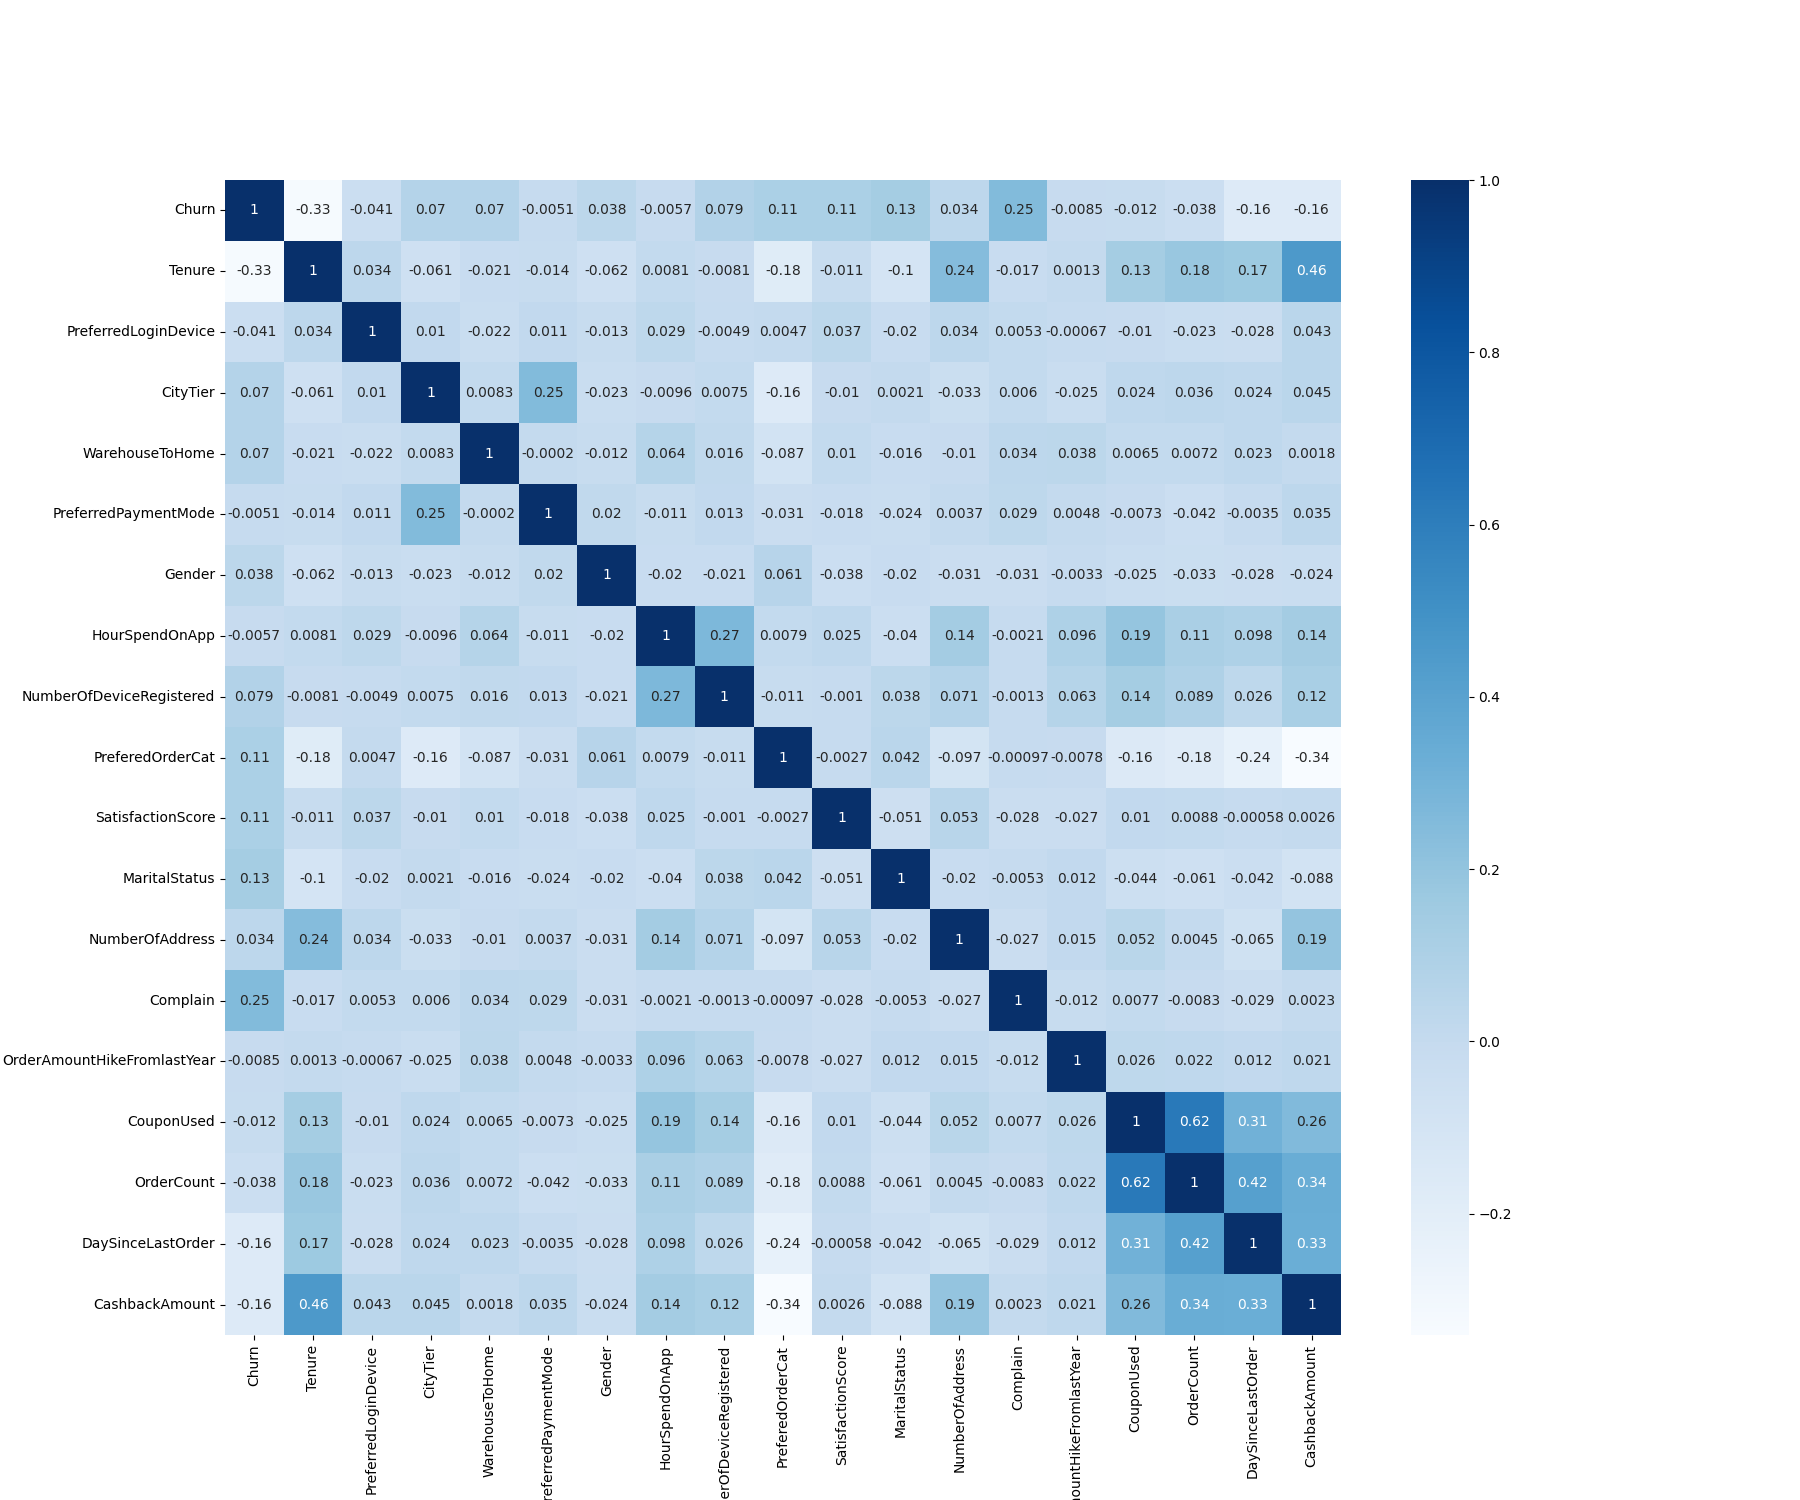 Churn 1 -0.33 -0.041 0.07 0.07 -0.0051 0.038 -0.0057 0.079 0.11 0.11 0.13 0.034 0.25 -0.0085 -0.012 -0.038 -0.16 -0.16
Tenure -0.33 1 0.034 -0.061 -0.021 -0.014 -0.062 0.0081 -0.0081 -0.18 -0.011 -0.1 0.24 -0.017 0.0013 0.13 0.18 0.17 0.46
PreferredLoginDevice -0.041 0.034 1 0.01 -0.022 0.011 -0.013 0.029 -0.0049 0.0047 0.037 -0.02 0.034 0.0053 -0.00067 -0.01 -0.023 -0.028 0.043
CityTier 0.07 -0.061 0.01 1 0.0083 0.25 -0.023 -0.0096 0.0075 -0.16 -0.01 0.0021 -0.033 0.006 -0.025 0.024 0.036 0.024 0.045
WarehouseToHome 0.07 -0.021 -0.022 0.0083 1 -0.0002 -0.012 0.064 0.016 -0.087 0.01 -0.016 -0.01 0.034 0.038 0.0065 0.0072 0.023 0.0018
PreferredPaymentMode -0.0051 -0.014 0.011 0.25 -0.0002 1 0.02 -0.011 0.013 -0.031 -0.018 -0.024 0.0037 0.029 0.0048 -0.0073 -0.042 -0.0035 0.035
Gender 0.038 -0.062 -0.013 -0.023 -0.012 0.02 1 -0.02 -0.021 0.061 -0.038 -0.02 -0.031 -0.031 -0.0033 -0.025 -0.033 -0.028 -0.024
HourSpendOnApp -0.0057 0.0081 0.029 -0.0096 0.064 -0.011 -0.02 1 0.27 0.0079 0.025 -0.04 0.14 -0.0021 0.096 0.19 0.11 0.098 0.14
NumberOfDeviceRegistered 0.079 -0.0081 -0.0049 0.0075 0.016 0.013 -0.021 0.27 1 -0.011 -0.001 0.038 0.071 -0.0013 0.063 0.14 0.089 0.026 0.12
PreferedOrderCat 0.11 -0.18 0.0047 -0.16 -0.087 -0.031 0.061 0.0079 -0.011 1 -0.0027 0.042 -0.097 -0.00097 -0.0078 -0.16 -0.18 -0.24 -0.34
SatisfactionScore 0.11 -0.011 0.037 -0.01 0.01 -0.018 -0.038 0.025 -0.001 -0.0027 1 -0.051 0.053 -0.028 -0.027 0.01 0.0088 -0.00058 0.0026
MaritalStatus 0.13 -0.1 -0.02 0.0021 -0.016 -0.024 -0.02 -0.04 0.038 0.042 -0.051 1 -0.02 -0.0053 0.012 -0.044 -0.061 -0.042 -0.088
NumberOfAddress 0.034 0.24 0.034 -0.033 -0.01 0.0037 -0.031 0.14 0.071 -0.097 0.053 -0.02 1 -0.027 0.015 0.052 0.0045 -0.065 0.19
Complain 0.25 -0.017 0.0053 0.006 0.034 0.029 -0.031 -0.0021 -0.0013 -0.00097 -0.028 -0.0053 -0.027 1 -0.012 0.0077 -0.0083 -0.029 0.0023
OrderAmountHikeFromlastYear -0.0085 0.0013 -0.00067 -0.025 0.038 0.0048 -0.0033 0.096 0.063 -0.0078 -0.027 0.012 0.015 -0.012 1 0.026 0.022 0.012 0.021
CouponUsed -0.012 0.13 -0.01 0.024 0.0065 -0.0073 -0.025 0.19 0.14 -0.16 0.01 -0.044 0.052 0.0077 0.026 1 0.62 0.31 0.26
OrderCount -0.038 0.18 -0.023 0.036 0.0072 -0.042 -0.033 0.11 0.089 -0.18 0.0088 -0.061 0.0045 -0.0083 0.022 0.62 1 0.42 0.34
DaySinceLastOrder -0.16 0.17 -0.028 0.024 0.023 -0.0035 -0.028 0.098 0.026 -0.24 -0.00058 -0.042 -0.065 -0.029 0.012 0.31 0.42 1 0.33
CashbackAmount -0.16 0.46 0.043 0.045 0.0018 0.035 -0.024 0.14 0.12 -0.34 0.0026 -0.088 0.19 0.0023 0.021 0.26 0.34 0.33 1
Churn
Tenure
PreferredLoginDevice
CityTier
WarehouseToHome
referredPaymentMode
Gender
HourSpendOnApp
erOfDeviceRegistered
PreferedOrderCat
SatisfactionScore
MaritalStatus
NumberOfAddress
Complain
mountHikeFromlastYear
CouponUsed
OrderCount
DaySinceLastOrder
CashbackAmount
1.0
0.8
0.6
0.4
0.2
0.0
−0.2